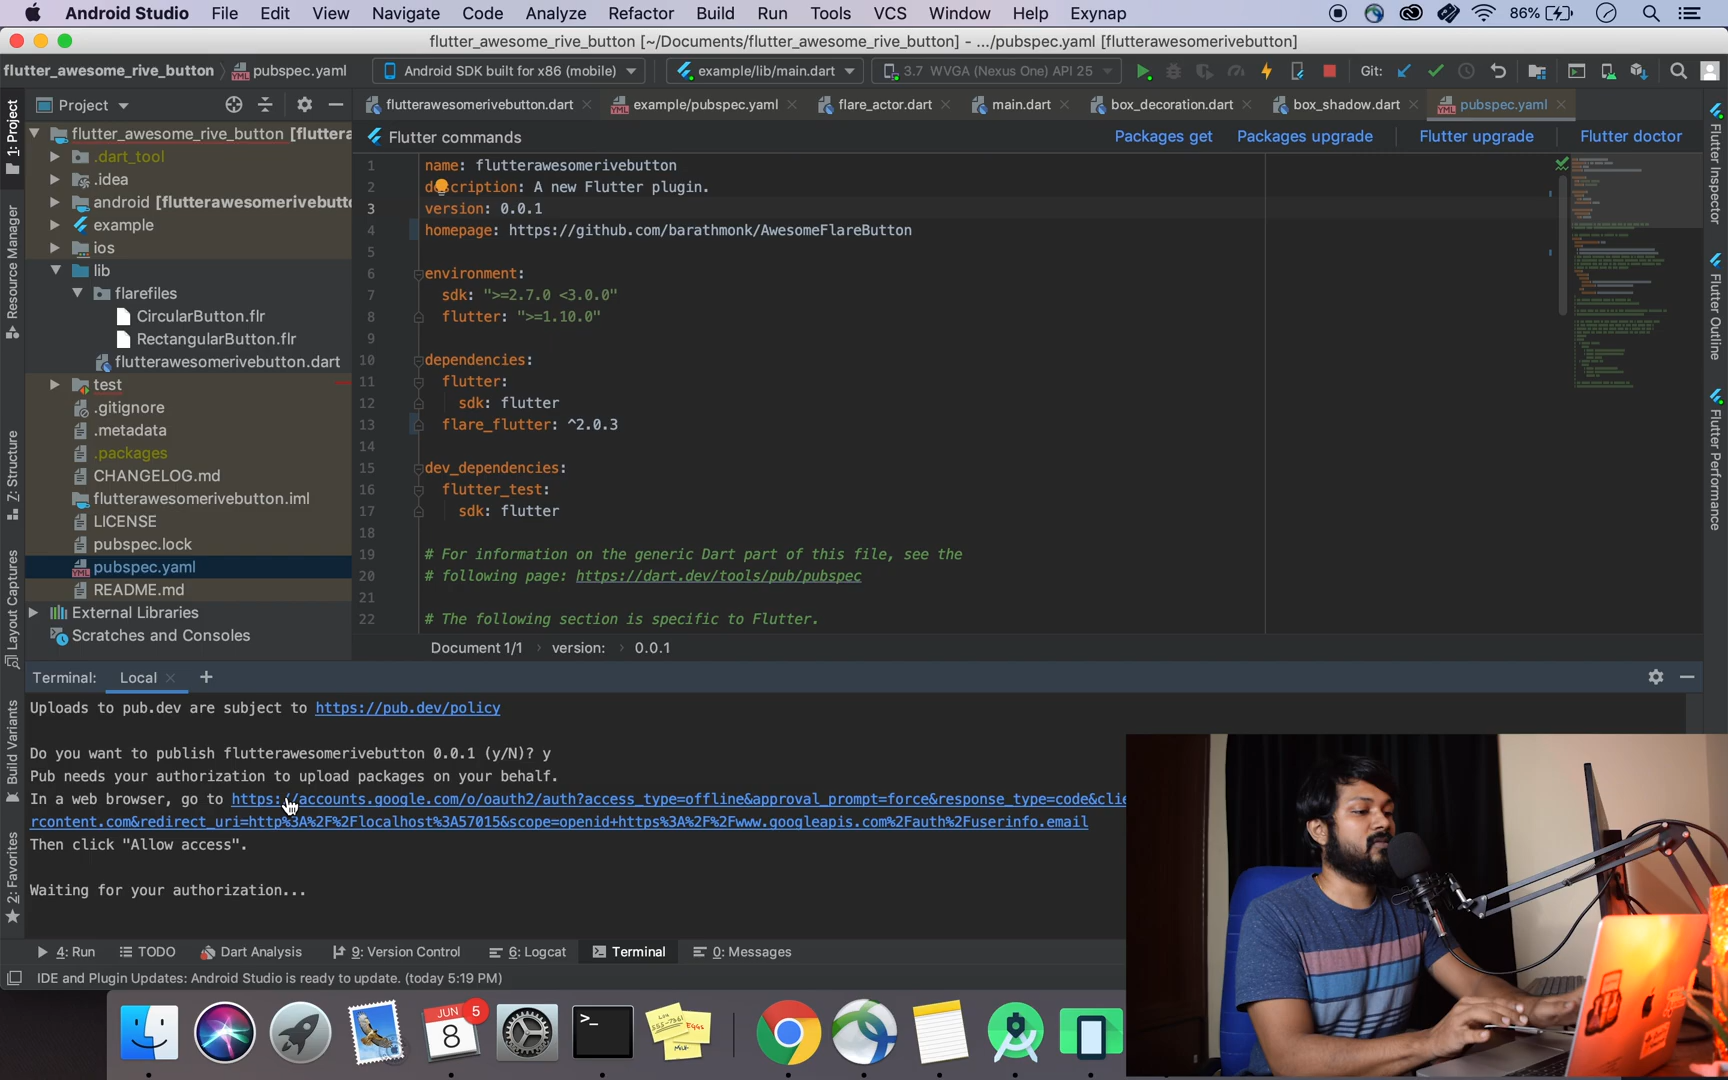 Android Studio File Edit View Navigate Code Analyze Refactor Build Run Tools VCS Window Help Exynap 86%
flutter_awesome_rive_button [~/Documents/flutter_awesome_rive_button] - .../pubspec.yaml [flutterawesomerivebutton]
flutter_awesome_rive_button pubspec.yaml Android SDK built for x86 (mobile) example/lib/main.dart 3.7 WVGA (Nexus One) API 25 Git:
Project flutterawesomerivebutton.dart example/pubspec.yaml flare_actor.dart main.dart box_decoration.dart box_shadow.dart pubspec.yaml
Flutter commands Packages get Packages upgrade Flutter upgrade Flutter doctor
1: Project
Resource Manager
7: Structure
Layout Captures
Build Variants
2: Favorites
flutter_awesome_rive_button [flutter
.dart_tool
.idea
android [flutterawesomerivebutto
example
ios
lib
flarefiles
CircularButton.flr
RectangularButton.flr
flutterawesomerivebutton.dart
test
.gitignore
.metadata
.packages
CHANGELOG.md
flutterawesomerivebutton.iml
LICENSE
pubspec.lock
pubspec.yaml
README.md
External Libraries
Scratches and Consoles
1 name: flutterawesomerivebutton
2 description: A new Flutter plugin.
3 version: 0.0.1
4 homepage: https://github.com/barathmonk/AwesomeFlareButton
5
6 environment:
7 sdk: ">=2.7.0 <3.0.0"
8 flutter: ">=1.10.0"
9
10 dependencies:
11 flutter:
12 sdk: flutter
13 flare_flutter: ^2.0.3
14
15 dev_dependencies:
16 flutter_test:
17 sdk: flutter
18
19 # For information on the generic Dart part of this file, see the
20 # following page: https://dart.dev/tools/pub/pubspec
21
22 # The following section is specific to Flutter.
Document 1/1 › version: › 0.0.1
Flutter Inspector
Flutter Outline
Flutter Performance
Terminal: Local
Uploads to pub.dev are subject to https://pub.dev/policy
Do you want to publish flutterawesomerivebutton 0.0.1 (y/N)? y
Pub needs your authorization to upload packages on your behalf.
In a web browser, go to https://accounts.google.com/o/oauth2/auth?access_type=offline&approval_prompt=force&response_type=code&clie
rcontent.com&redirect_uri=http%3A%2F%2Flocalhost%3A57015&scope=openid+https%3A%2F%2Fwww.googleapis.com%2Fauth%2Fuserinfo.email
Then click "Allow access".
Waiting for your authorization...
4: Run TODO Dart Analysis 9: Version Control 6: Logcat Terminal 0: Messages
IDE and Plugin Updates: Android Studio is ready to update. (today 5:19 PM)
JUN 5
8
>_
EGGS
MILK